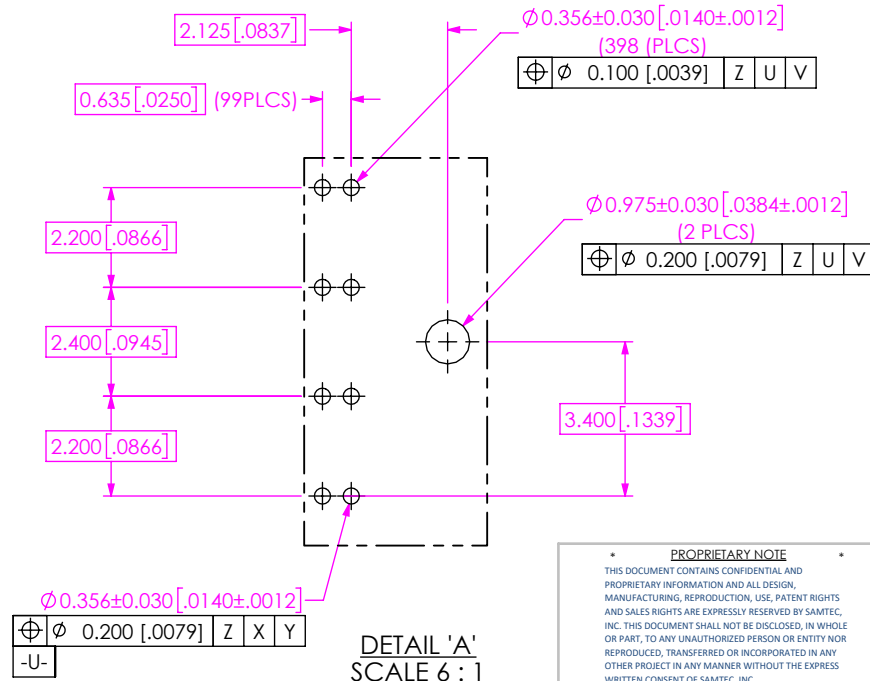 2.125[.0837]
Ø0.356±0.030[.0140±.0012]
(398 (PLCS)
⌖ Ø 0.100 [.0039] Z U V
0.635[.0250] (99PLCS)
Ø0.975±0.030[.0384±.0012]
(2 PLCS)
⌖ Ø 0.200 [.0079] Z U V
2.200[.0866]
2.400[.0945]
2.200[.0866]
3.400[.1339]
Ø0.356±0.030[.0140±.0012]
⌖ Ø 0.200 [.0079] Z X Y
-U-
DETAIL 'A'
SCALE 6 : 1
* PROPRIETARY NOTE *
THIS DOCUMENT CONTAINS CONFIDENTIAL AND
PROPRIETARY INFORMATION AND ALL DESIGN,
MANUFACTURING, REPRODUCTION, USE, PATENT RIGHTS
AND SALES RIGHTS ARE EXPRESSLY RESERVED BY SAMTEC,
INC. THIS DOCUMENT SHALL NOT BE DISCLOSED, IN WHOLE
OR PART, TO ANY UNAUTHORIZED PERSON OR ENTITY NOR
REPRODUCED, TRANSFERRED OR INCORPORATED IN ANY
OTHER PROJECT IN ANY MANNER WITHOUT THE EXPRESS
WRITTEN CONSENT OF SAMTEC, INC.